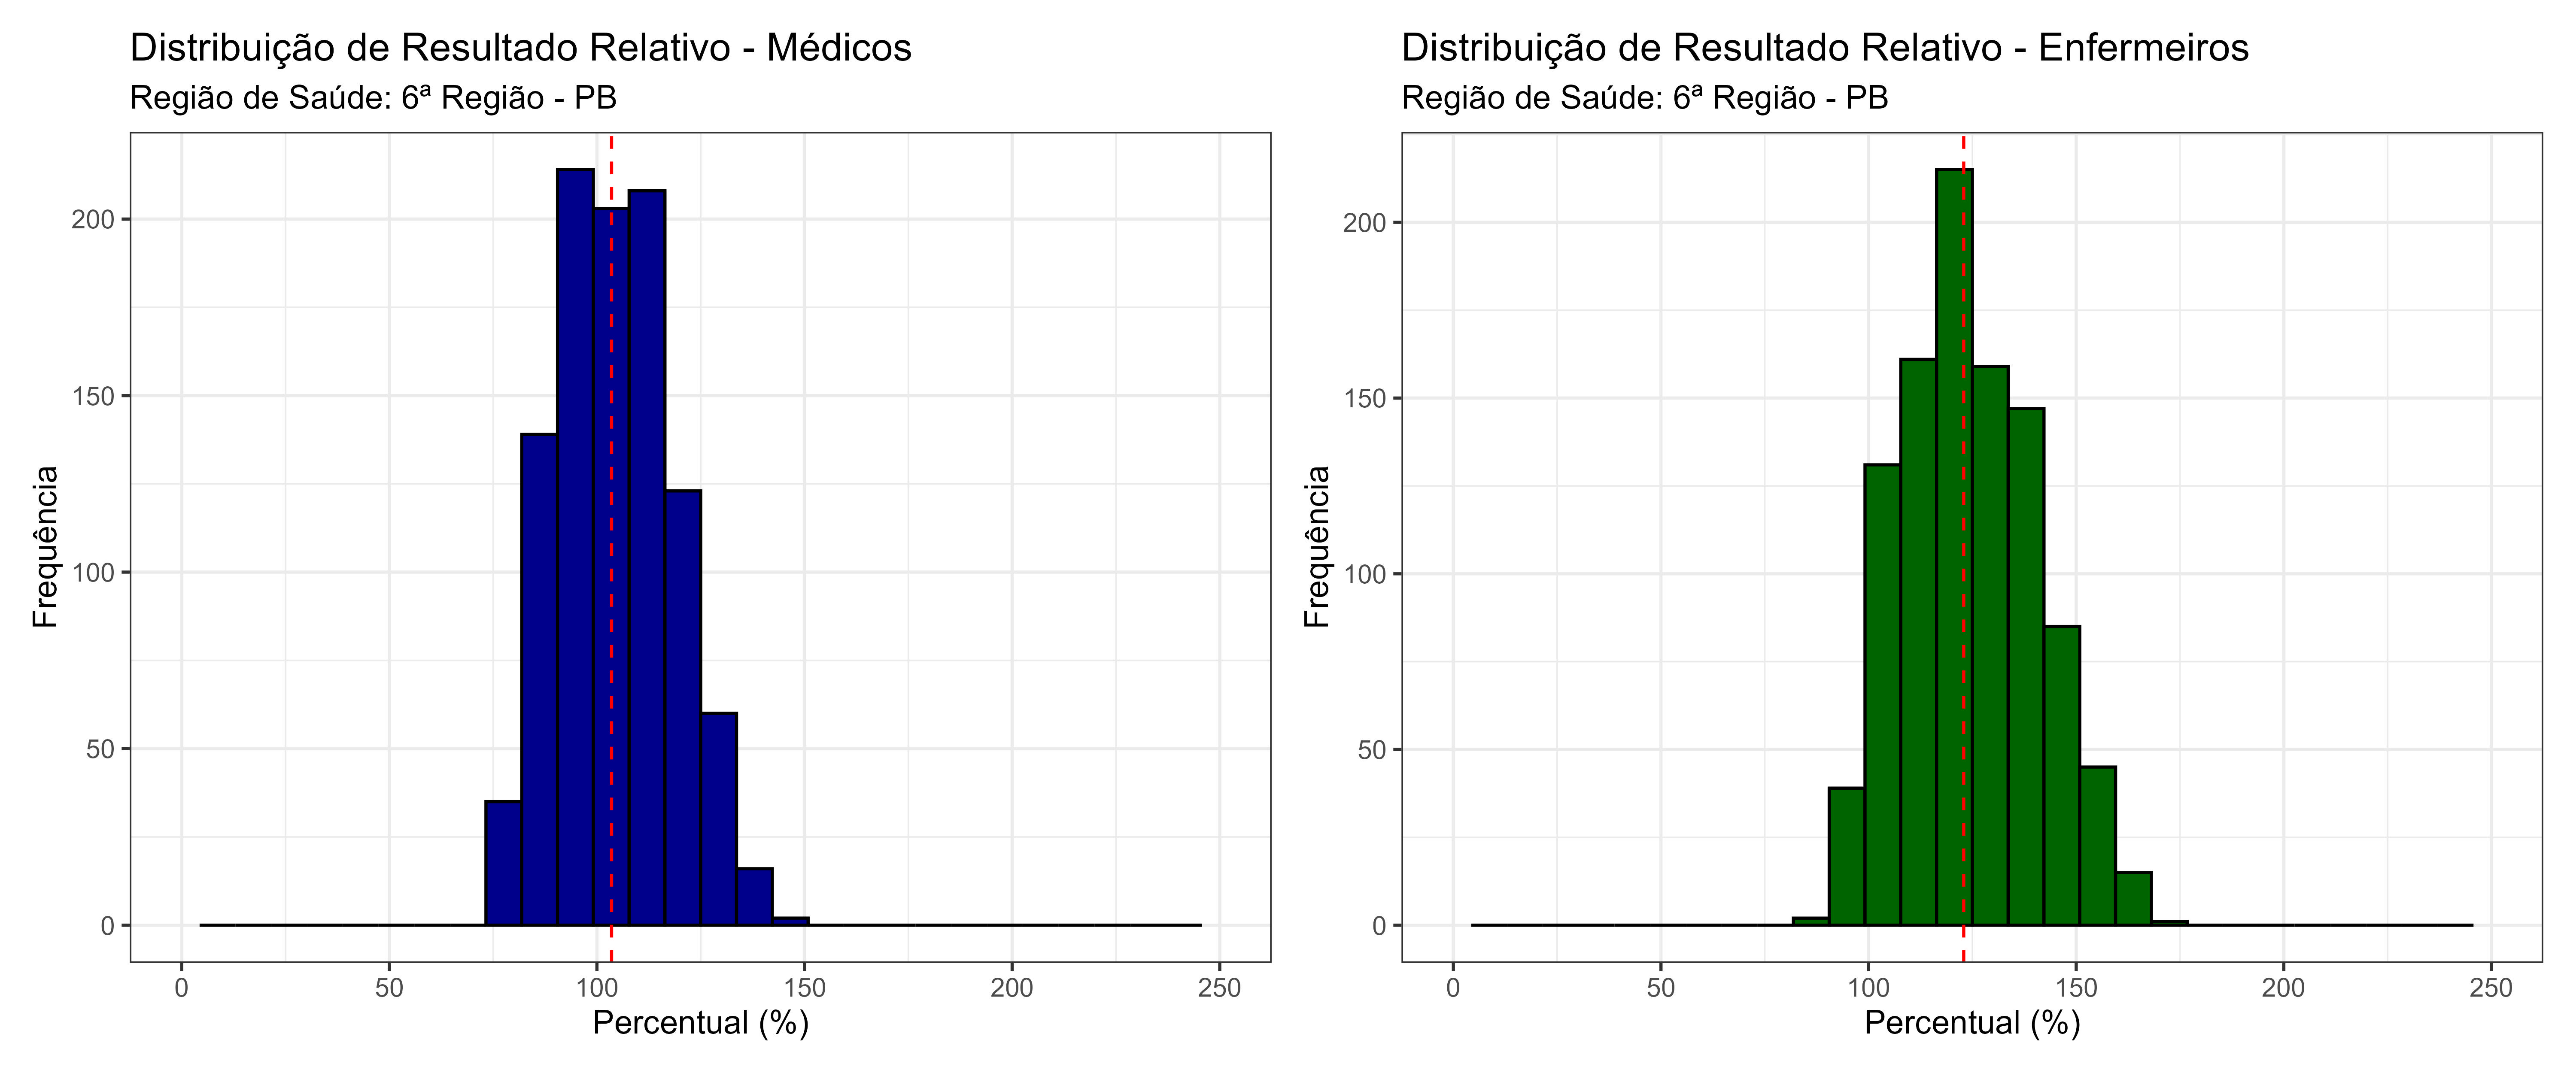 Distribuição de Resultado Relativo - Médicos
Região de Saúde: 6ª Região - PB
Frequência
200
150
100
50
0
0 50 100 150 200 250
Percentual (%)
Distribuição de Resultado Relativo - Enfermeiros
Região de Saúde: 6ª Região - PB
Frequência
200
150
100
50
0
0 50 100 150 200 250
Percentual (%)